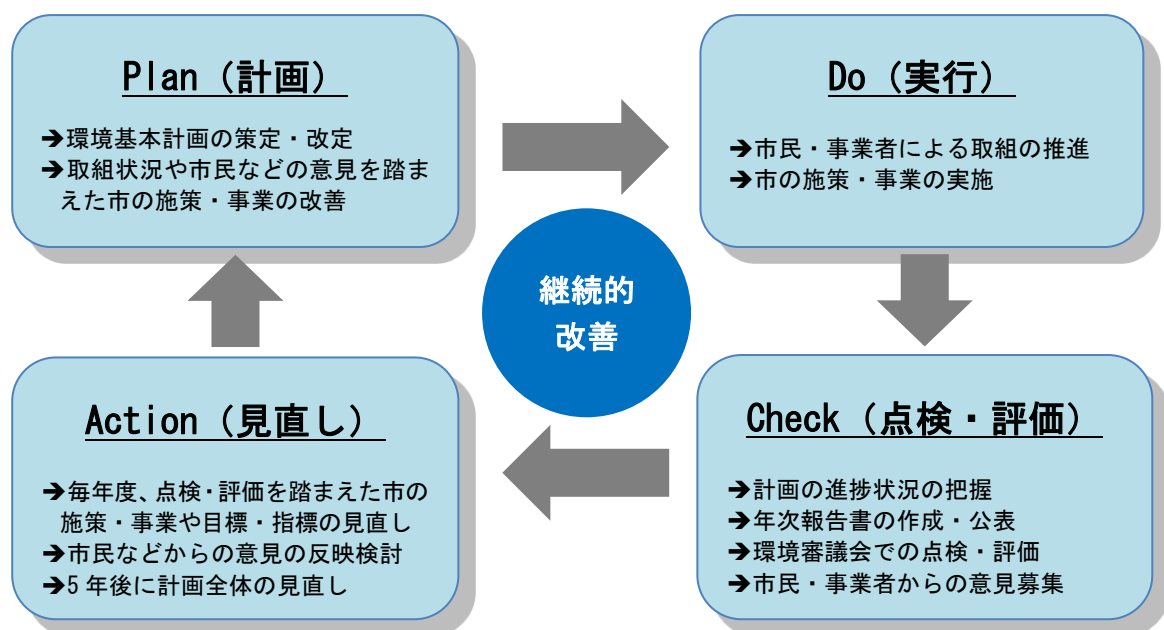 Plan（計画）
➔環境基本計画の策定・改定
➔取組状況や市民などの意見を踏ま
えた市の施策・事業の改善
Do（実行）
➔市民・事業者による取組の推進
➔市の施策・事業の実施
継続的
改善
Action（見直し）
➔毎年度、点検・評価を踏まえた市の
施策・事業や目標・指標の見直し
➔市民などからの意見の反映検討
➔5年後に計画全体の見直し
Check（点検・評価）
➔計画の進捗状況の把握
➔年次報告書の作成・公表
➔環境審議会での点検・評価
➔市民・事業者からの意見募集